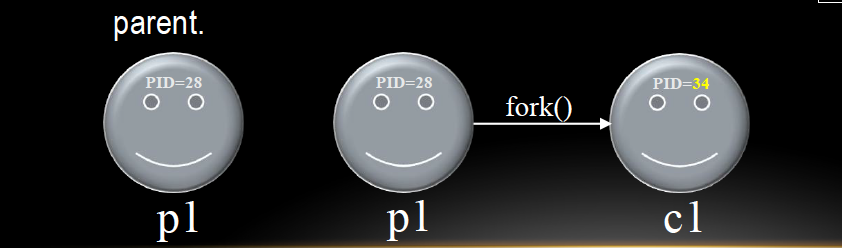 parent.
PID=28
PID=28
fork()
PID=34
p1
p1
c1